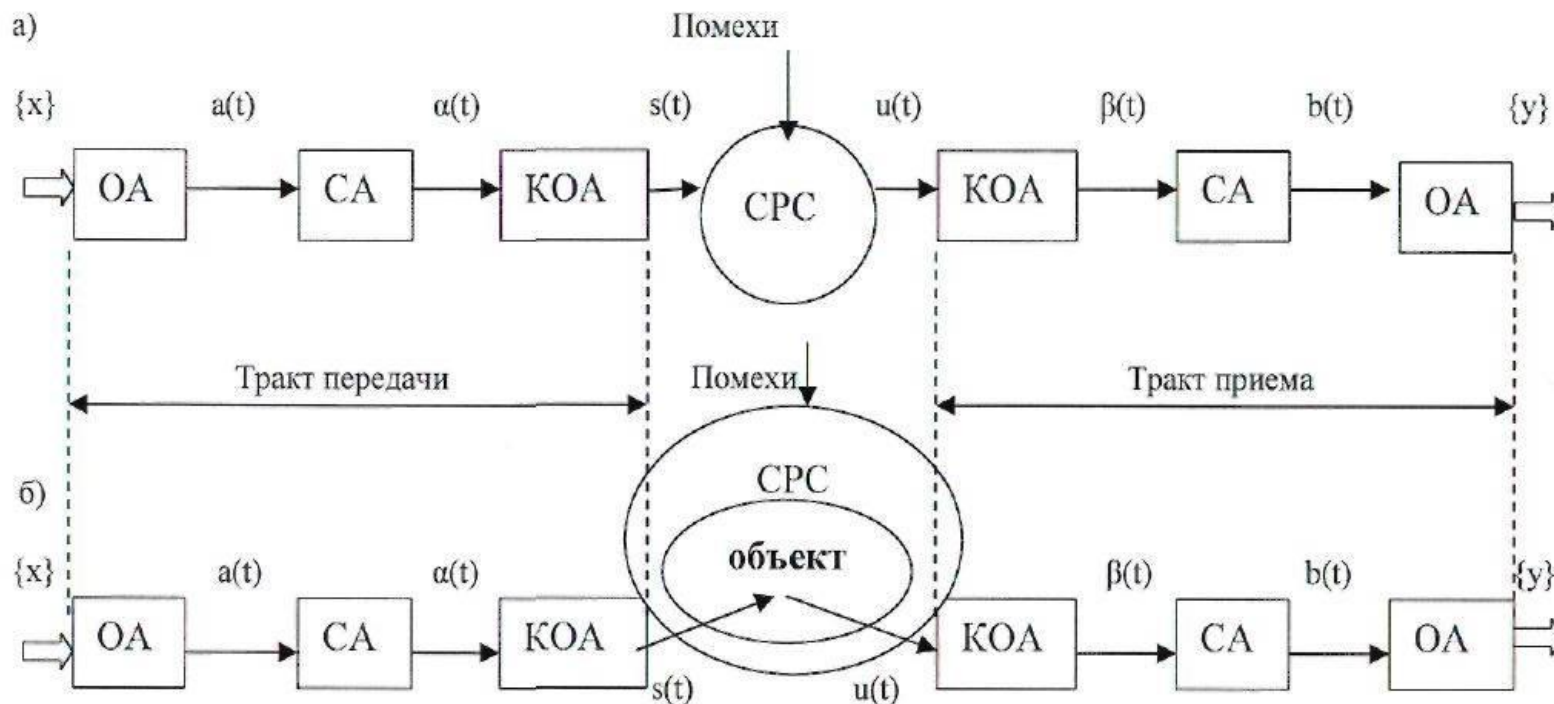 а)
Помехи
{x} a(t) α(t) s(t) u(t) β(t) b(t) {y}
ОА СА КОА СРС КОА СА ОА
Тракт передачи Помехи Тракт приема
СРС
б)
объект
{x} a(t) α(t) β(t) b(t) {y}
ОА СА КОА КОА СА ОА
s(t) u(t)